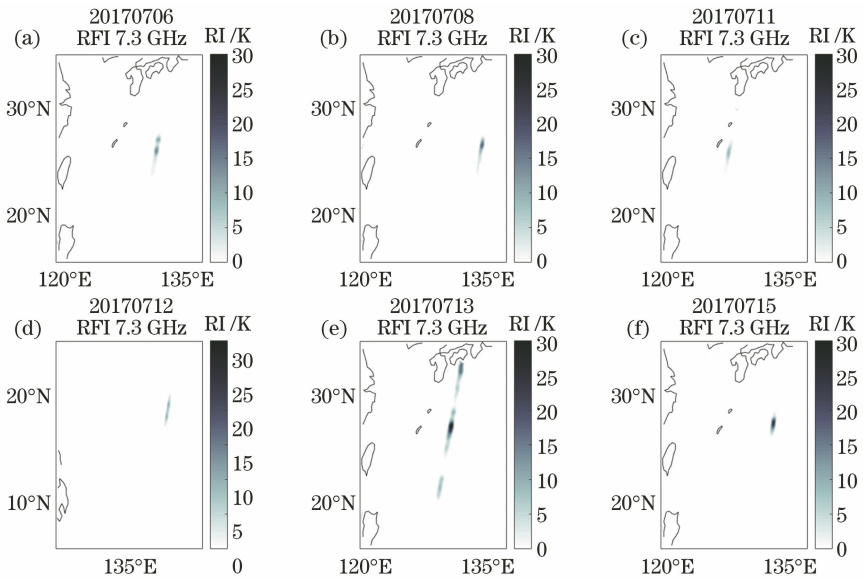 20170706
(a) RFI 7.3 GHz RI /K
30
25
30°N
20
15
10
20°N
5
0
120°E 135°E
20170708
(b) RFI 7.3 GHz RI /K
30
25
30°N
20
15
10
20°N
5
0
120°E 135°E
20170711
(c) RFI 7.3 GHz RI /K
30
25
30°N
20
15
10
20°N
5
0
120°E 135°E
20170712
(d) RFI 7.3 GHz RI /K
30
25
20°N
20
15
10
10°N
5
135°E 0
20170713
(e) RFI 7.3 GHz RI /K
30
25
30°N
20
15
10
20°N
5
0
120°E 135°E
20170715
(f) RFI 7.3 GHz RI /K
30
25
30°N
20
15
10
20°N
5
0
120°E 135°E